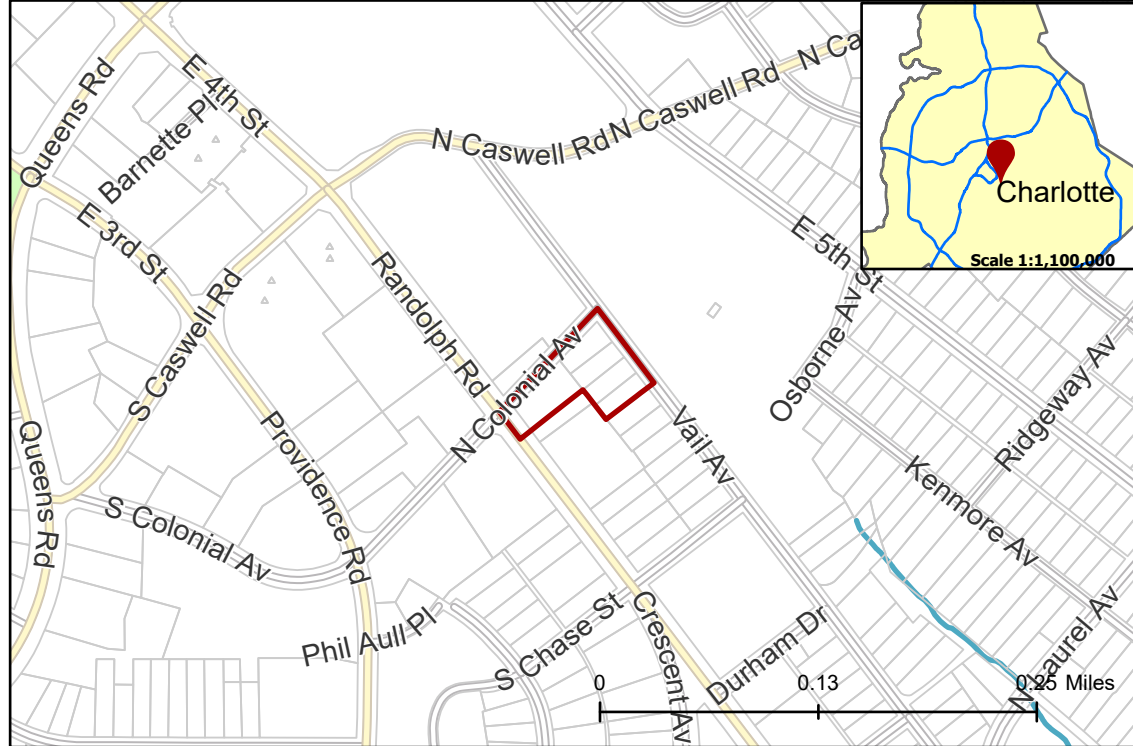 Queens Rd
E 4th St
Barnette Pl
N Caswell Rd
N Caswell Rd
N Ca
E 3rd St
S Caswell Rd
Randolph Rd
N Colonial Av
E 5th St
Osborne Av
Ridgeway Av
Kenmore Av
Vail Av
Providence Rd
Queens Rd
S Colonial Av
Phil Aull Pl
S Chase St
Crescent Av
Durham Dr
N Laurel Av
Charlotte
Scale 1:1,100,000
0 0.13 0.25 Miles